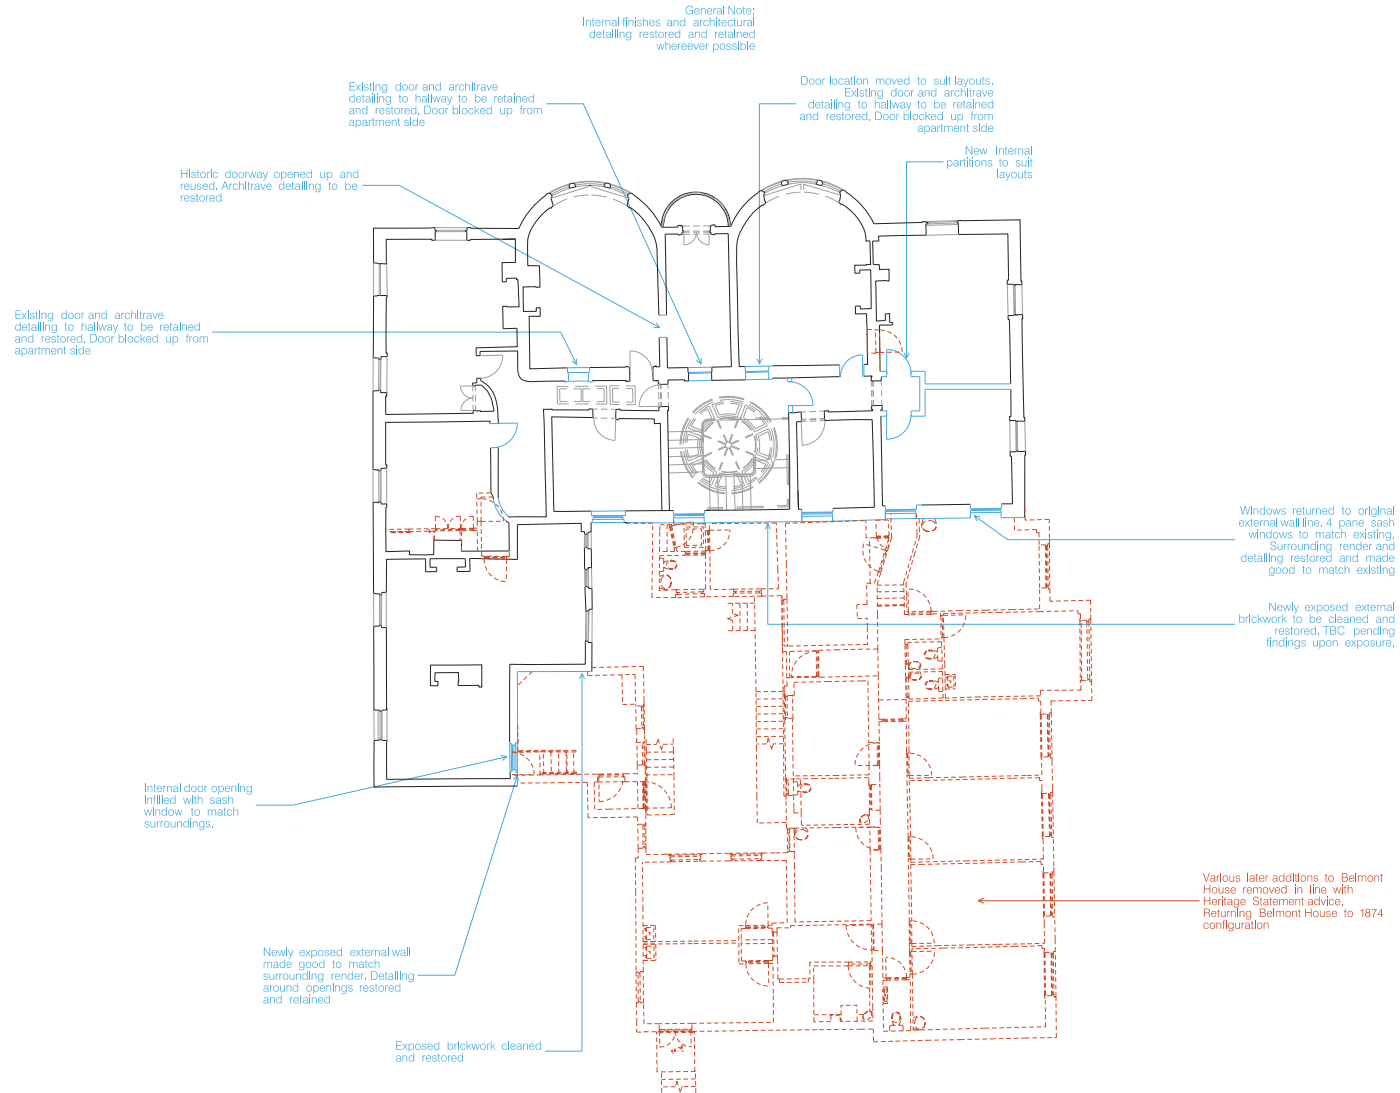 General Note:
Internal finishes and architectural
detailing restored and retained
whereever possible
Existing door and architrave
detailing to hallway to be retained
and restored. Door blocked up from
apartment side
Door location moved to suit layouts.
Existing door and architrave
detailing to hallway to be retained
and restored. Door blocked up from
apartment side
New Internal
partitions to suit
layouts
Historic doorway opened up and
reused. Architrave detailing to be
restored
Existing door and architrave
detailing to hallway to be retained
and restored. Door blocked up from
apartment side
Windows returned to original
external wall line. 4 pane sash
windows to match existing.
Surrounding render and
detailing restored and made
good to match existing
Newly exposed external
brickwork to be cleaned and
restored. TBC pending
findings upon exposure.
Internal door opening
infilled with sash
window to match
surroundings.
Various later additions to Belmont
House removed in line with
Heritage Statement advice.
Returning Belmont House to 1874
configuration
Newly exposed external wall
made good to match
surrounding render. Detailing
around openings restored
and retained
Exposed brickwork cleaned
and restored